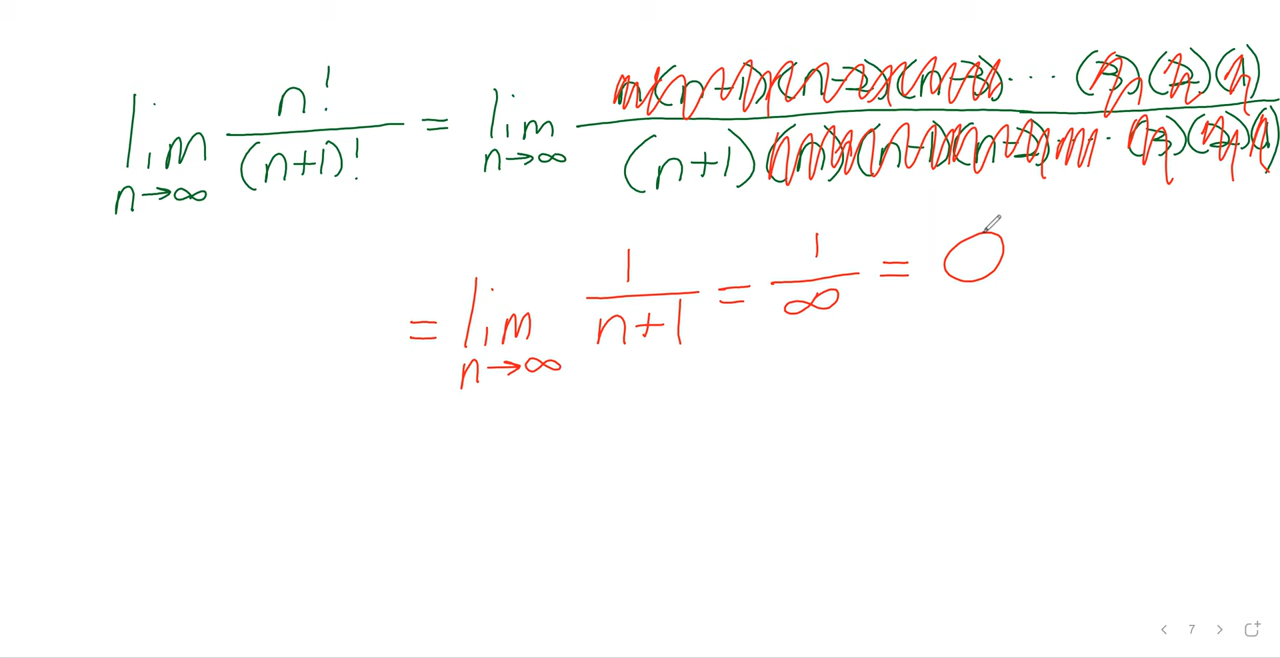 lim n→∞ n!/(n+1)! = lim n→∞ n(n-1)(n-2)(n-3)···(3)(2)(1)/(n+1)(n)(n-1)(n-2)···(3)(2)(1)
= lim n→∞ 1/(n+1) = 1/∞ = 0
7